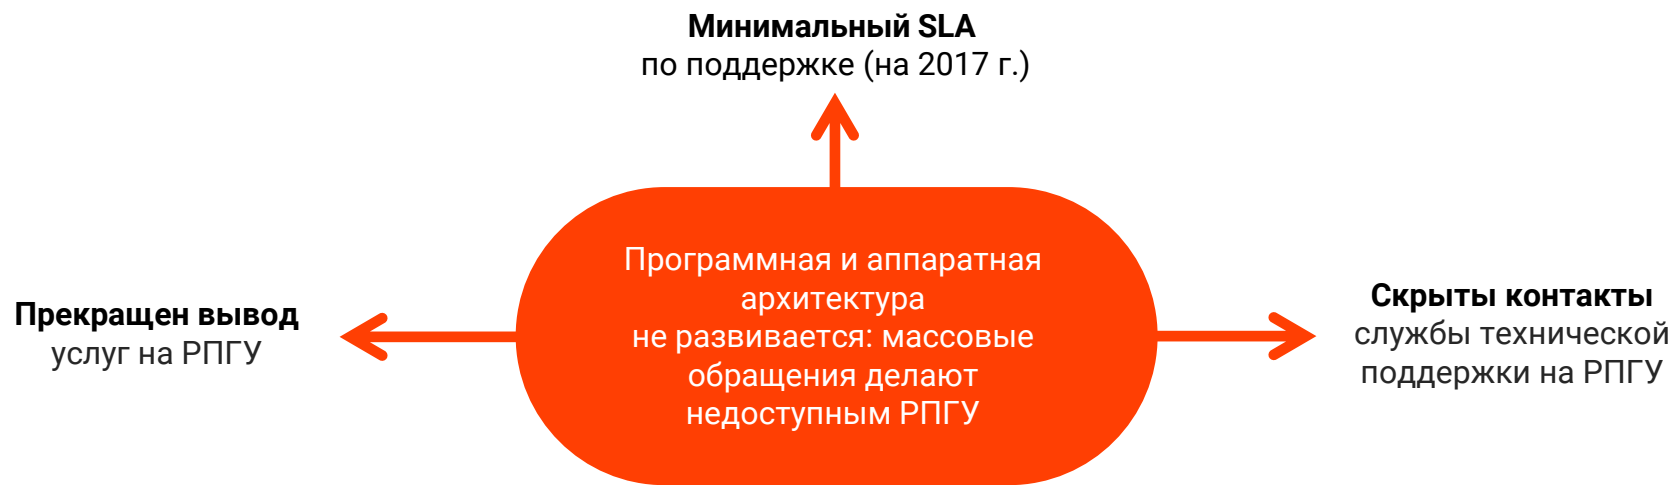 Минимальный SLA
по поддержке (на 2017 г.)
Прекращен вывод
услуг на РПГУ
Программная и аппаратная
архитектура
не развивается: массовые
обращения делают
недоступным РПГУ
Скрыты контакты
службы технической
поддержки на РПГУ